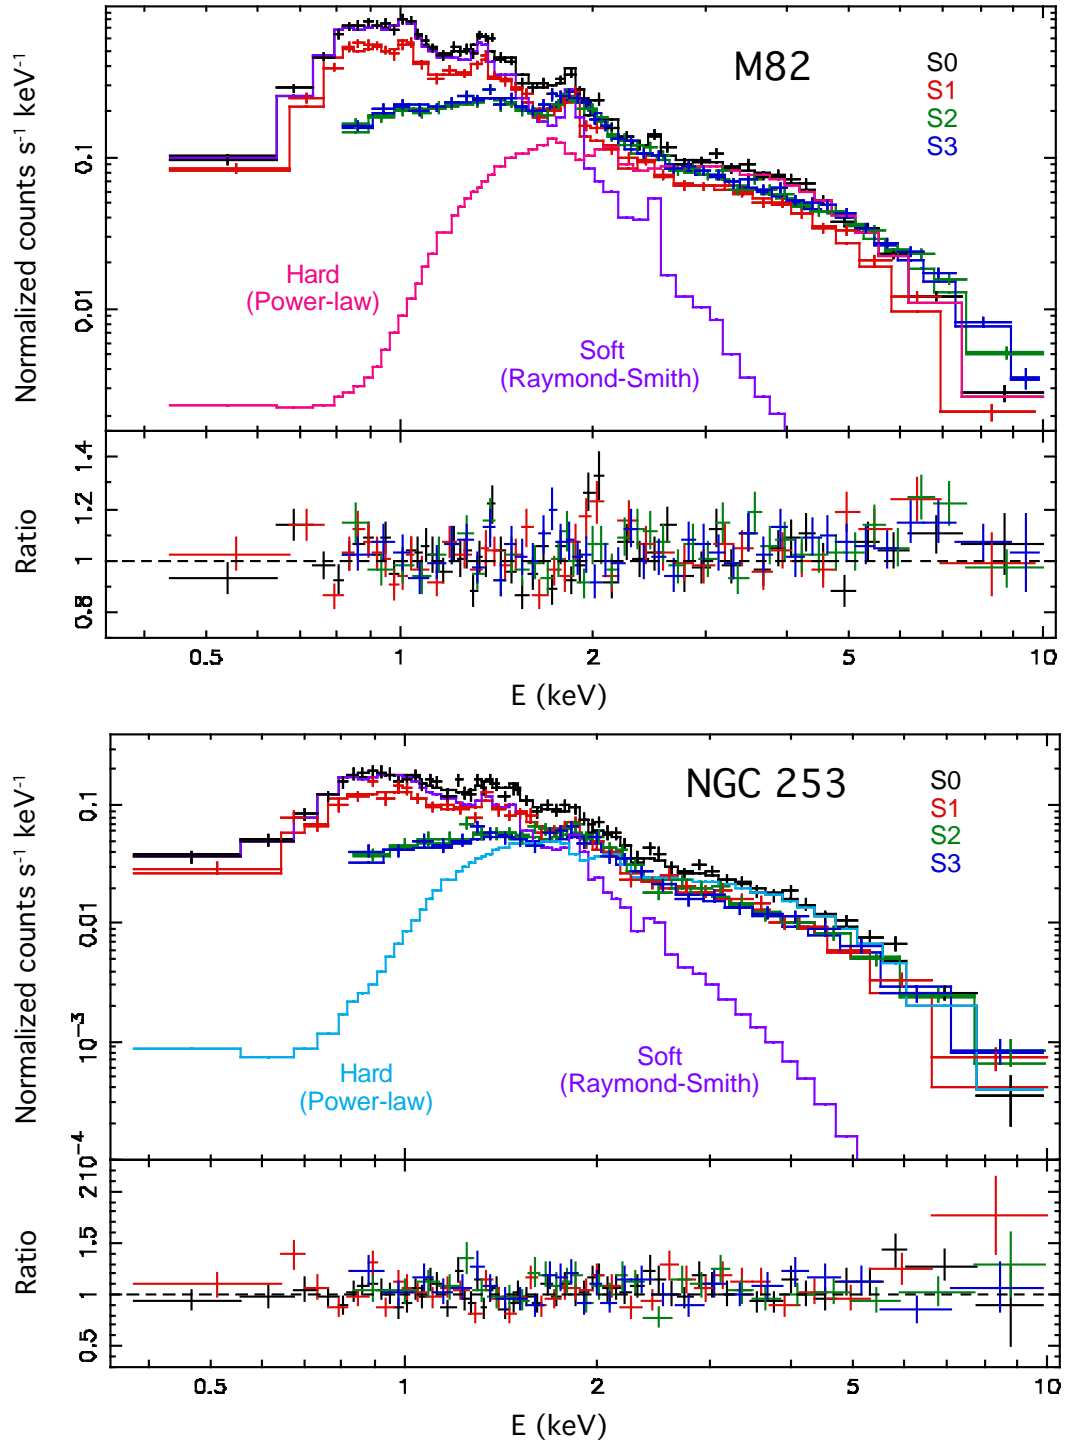 M82
S0
S1
S2
S3
Normalized counts s⁻¹ keV⁻¹
0.1
0.01
Hard
(Power-law)
Soft
(Raymond-Smith)
Ratio
1.4
1.2
1
0.8
0.5
1
2
5
10
E (keV)
NGC 253
S0
S1
S2
S3
Normalized counts s⁻¹ keV⁻¹
0.1
0.01
10⁻³
10⁻⁴
Hard
(Power-law)
Soft
(Raymond-Smith)
Ratio
2
1.5
1
0.5
0.5
1
2
5
10
E (keV)